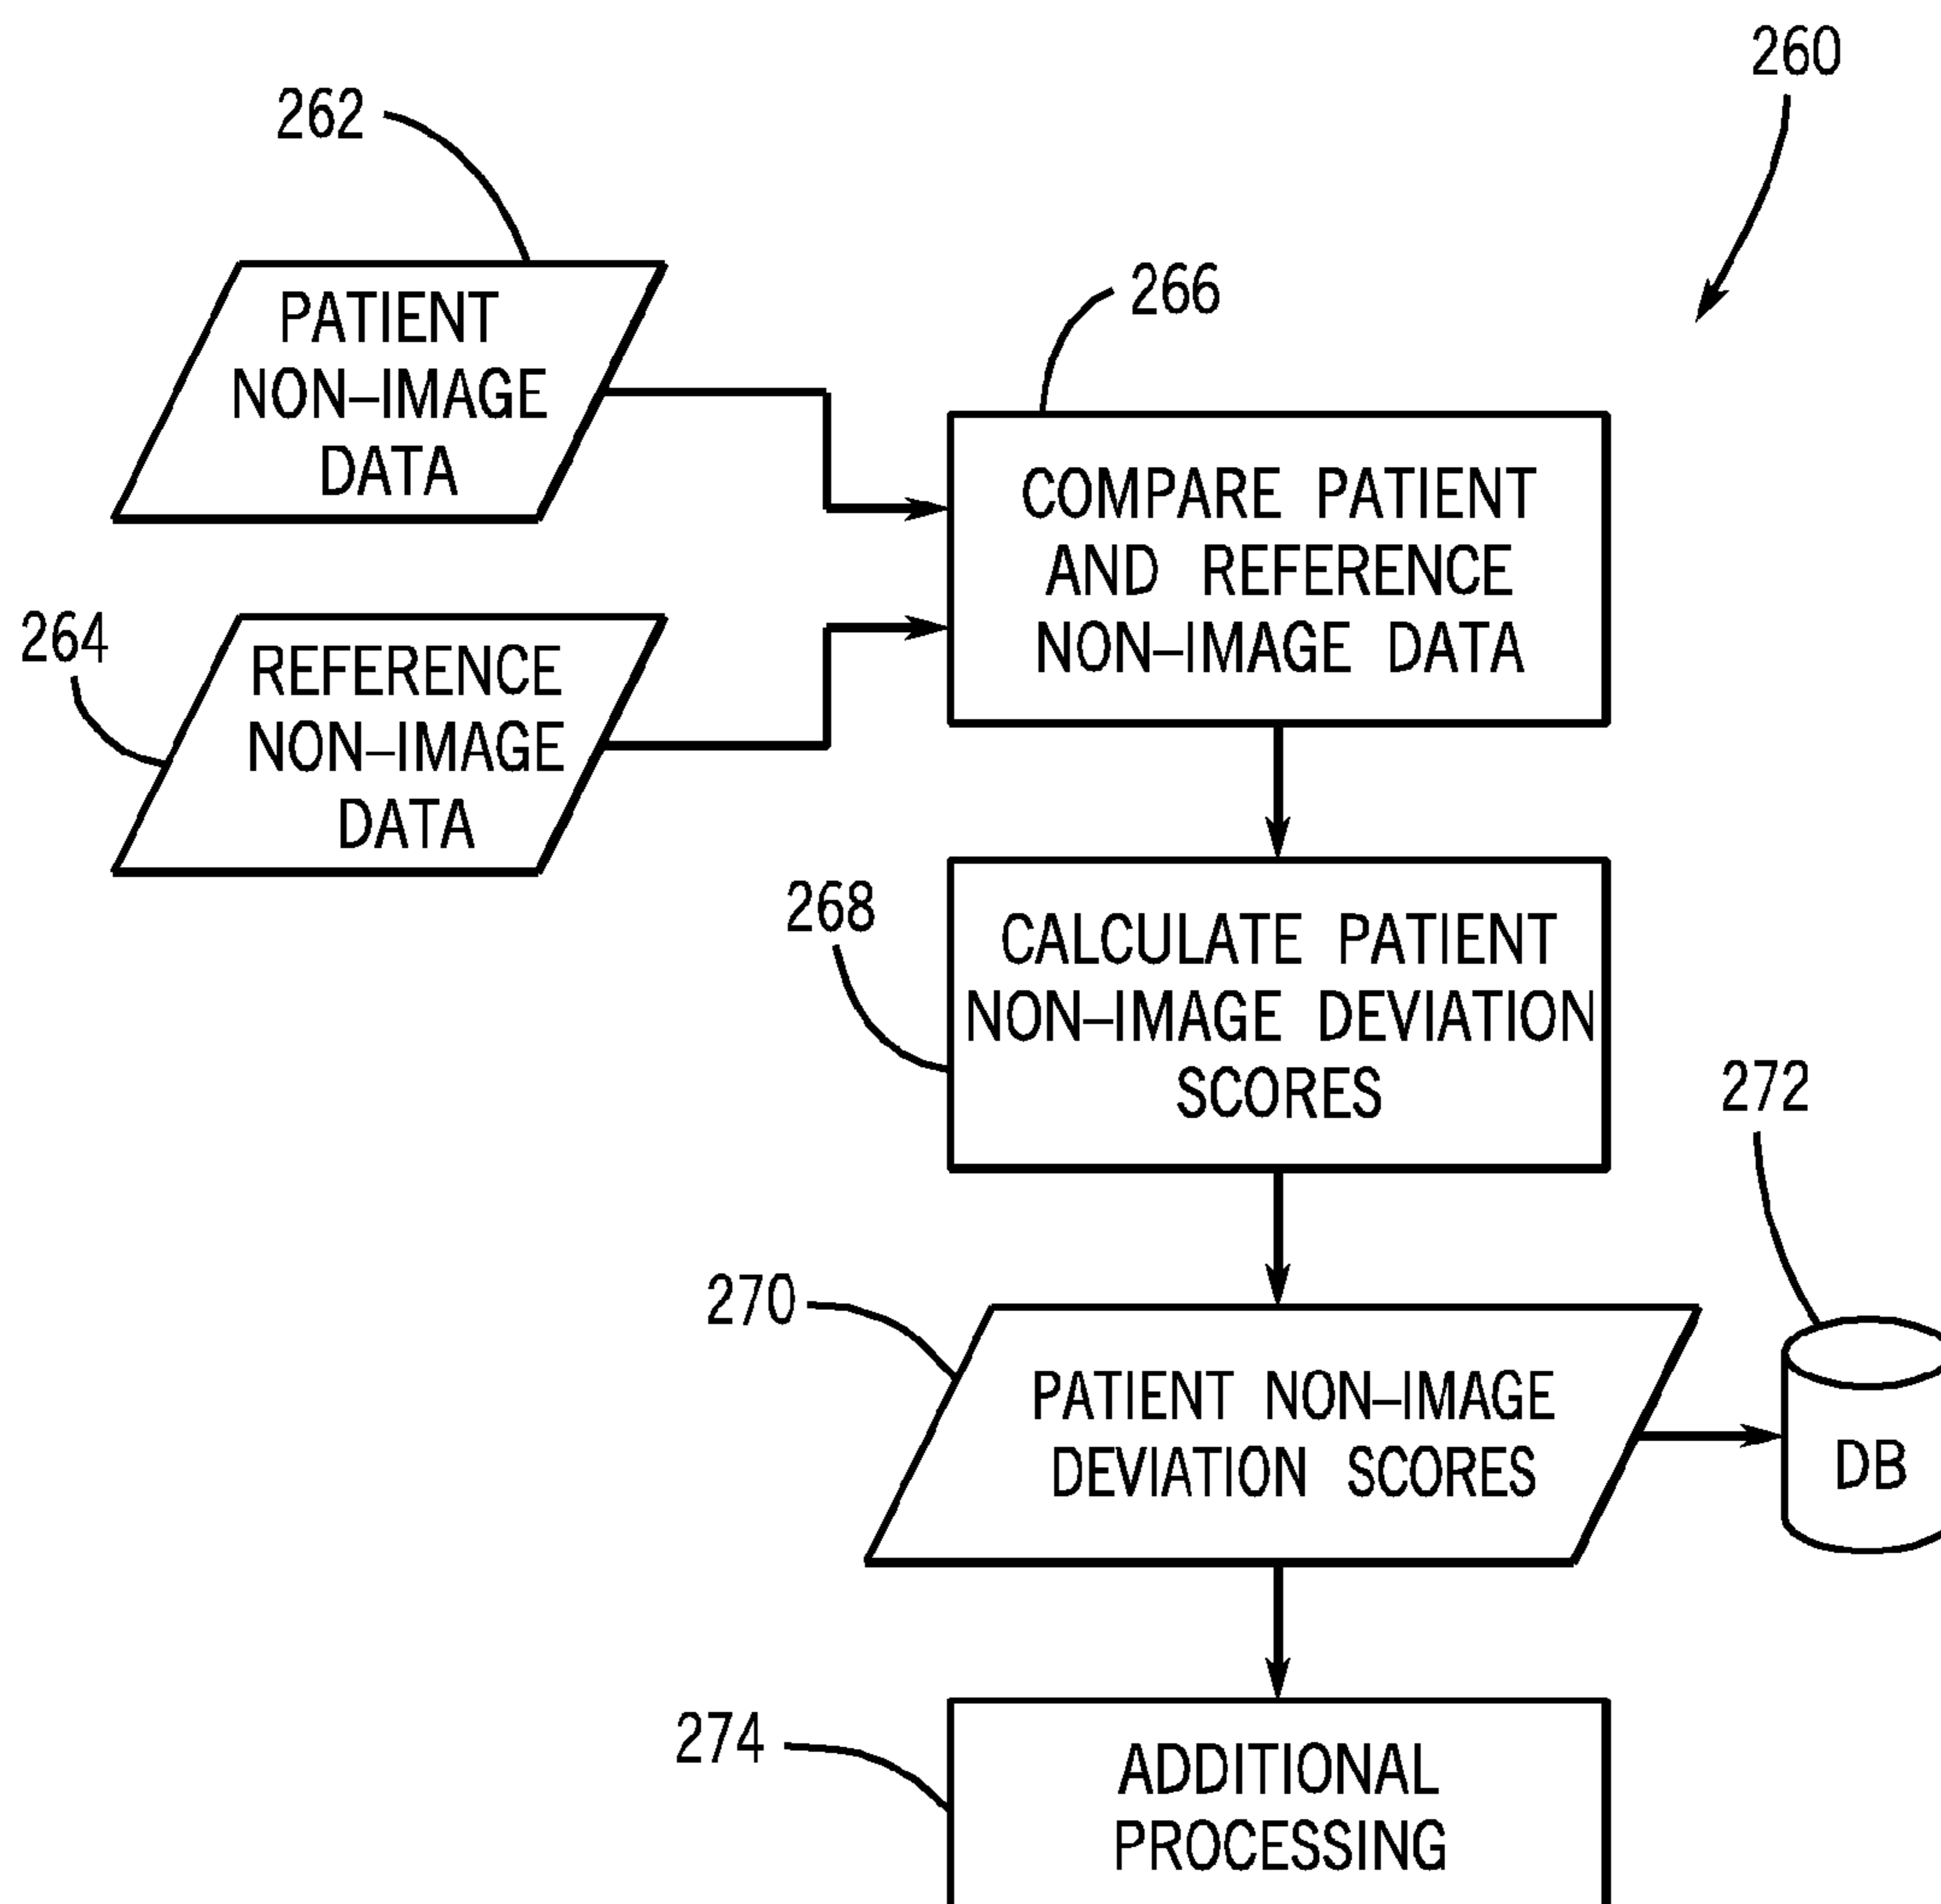 260
262
PATIENT
NON–IMAGE
DATA
266
COMPARE PATIENT
AND REFERENCE
NON–IMAGE DATA
264
REFERENCE
NON–IMAGE
DATA
268
CALCULATE PATIENT
NON–IMAGE DEVIATION
SCORES
272
270
PATIENT NON–IMAGE
DEVIATION SCORES
DB
274
ADDITIONAL
PROCESSING